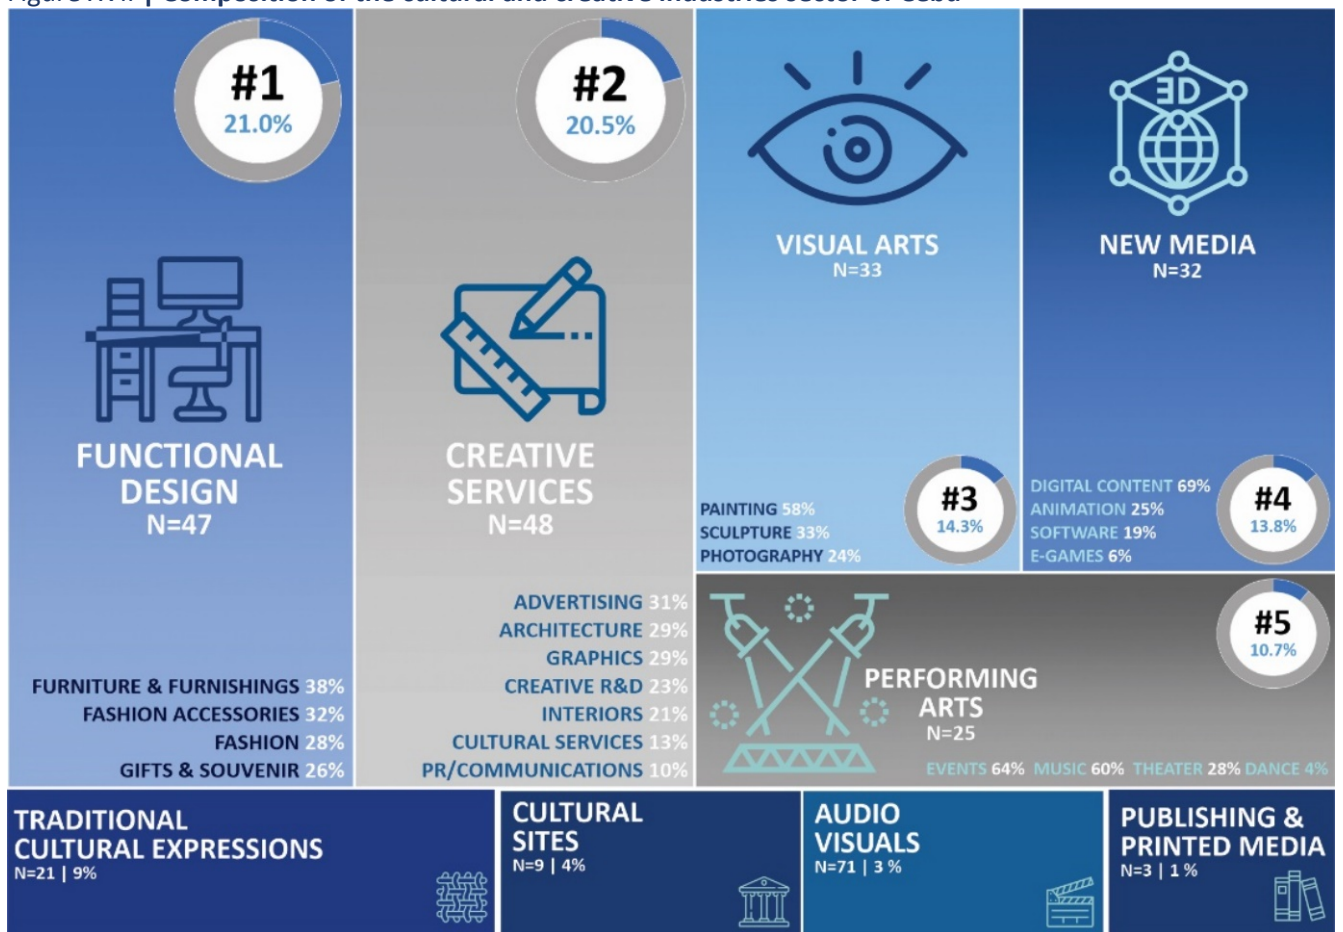 #1
21.0%
FUNCTIONAL
DESIGN
N=47
FURNITURE & FURNISHINGS 38%
FASHION ACCESSORIES 32%
FASHION 28%
GIFTS & SOUVENIR 26%
#2
20.5%
CREATIVE
SERVICES
N=48
ADVERTISING 31%
ARCHITECTURE 29%
GRAPHICS 29%
CREATIVE R&D 23%
INTERIORS 21%
CULTURAL SERVICES 13%
PR/COMMUNICATIONS 10%
VISUAL ARTS
N=33
PAINTING 58%
SCULPTURE 33%
PHOTOGRAPHY 24%
#3
14.3%
3D
NEW MEDIA
N=32
DIGITAL CONTENT 69%
ANIMATION 25%
SOFTWARE 19%
E-GAMES 6%
#4
13.8%
#5
10.7%
PERFORMING
ARTS
N=25
EVENTS 64% MUSIC 60% THEATER 28% DANCE 4%
TRADITIONAL
CULTURAL EXPRESSIONS
N=21 | 9%
CULTURAL
SITES
N=9 | 4%
AUDIO
VISUALS
N=71 | 3 %
PUBLISHING &
PRINTED MEDIA
N=3 | 1 %